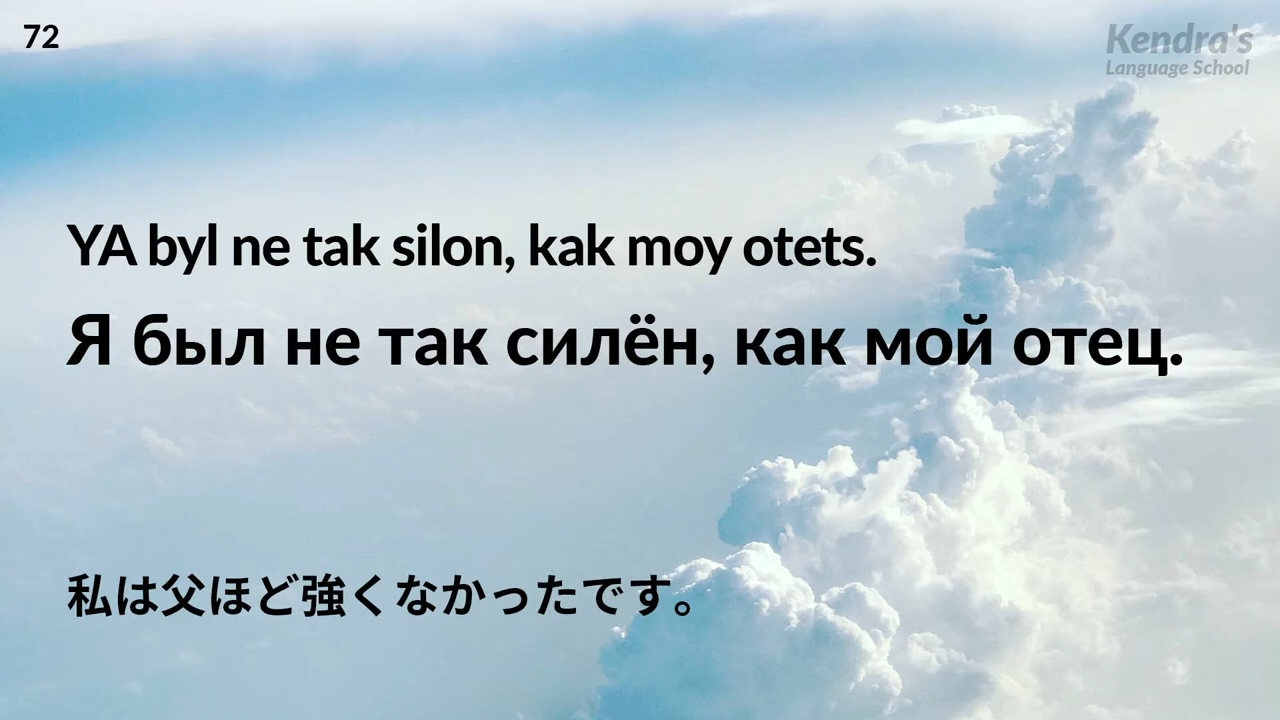 72
Kendra's
Language School
YA byl ne tak silon, kak moy otets.
Я был не так силён, как мой отец.
私は父ほど強くなかったです。